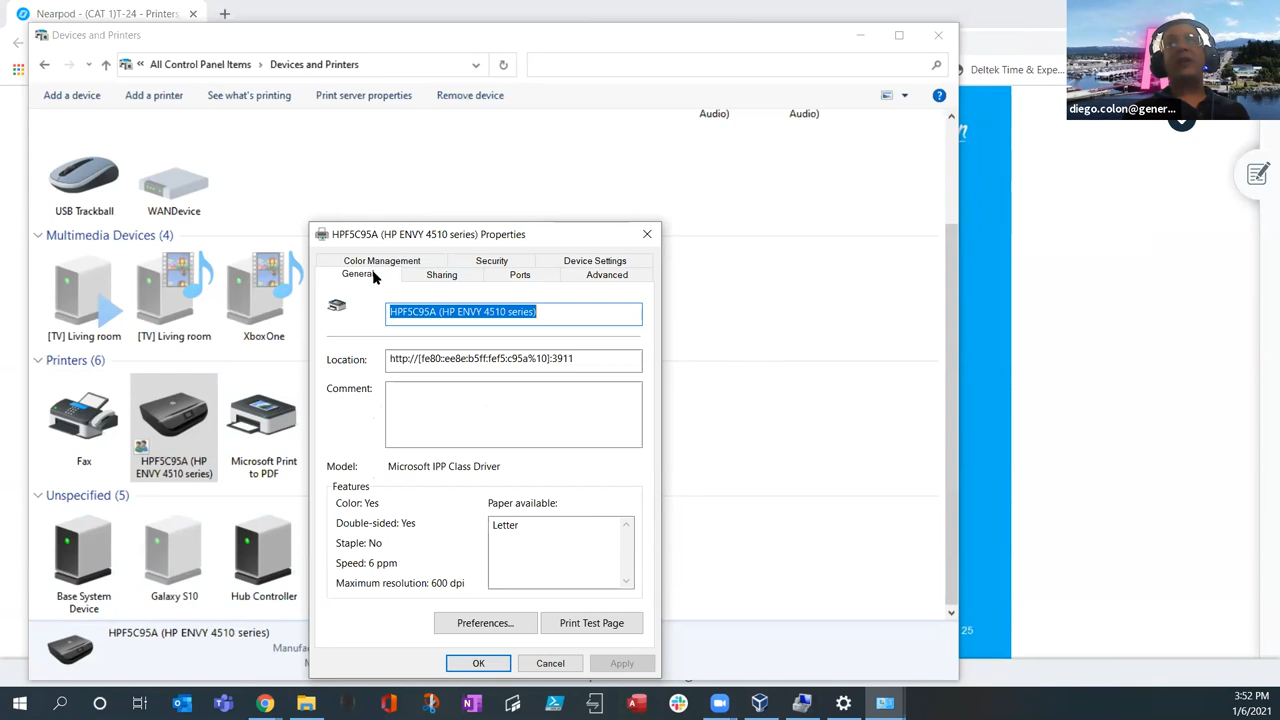 Nearpod - (CAT 1)T-24 - Printers
Devices and Printers
« All Control Panel Items > Devices and Printers
Deltek Time & Expe...
diego.colon@gener...
Add a device
Add a printer
See what's printing
Print server properties
Remove device
Audio)
Audio)
USB Trackball
WANDevice
Multimedia Devices (4)
[TV] Living room
[TV] Living room
XboxOne
Printers (6)
Fax
HPF5C95A (HP
ENVY 4510 series)
Microsoft Print
to PDF
Unspecified (5)
Base System
Device
Galaxy S10
Hub Controller
HPF5C95A (HP ENVY 4510 series)
Manufa
HPF5C95A (HP ENVY 4510 series) Properties
Color Management
Security
Device Settings
General
Sharing
Ports
Advanced
HPF5C95A (HP ENVY 4510 series)
Location:
http://[fe80::ee8e:b5ff:fef5:c95a%10]:3911
Comment:
Model:
Microsoft IPP Class Driver
Features
Color: Yes
Double-sided: Yes
Staple: No
Speed: 6 ppm
Maximum resolution: 600 dpi
Paper available:
Letter
Preferences...
Print Test Page
OK
Cancel
Apply
25
3:52 PM
1/6/2021